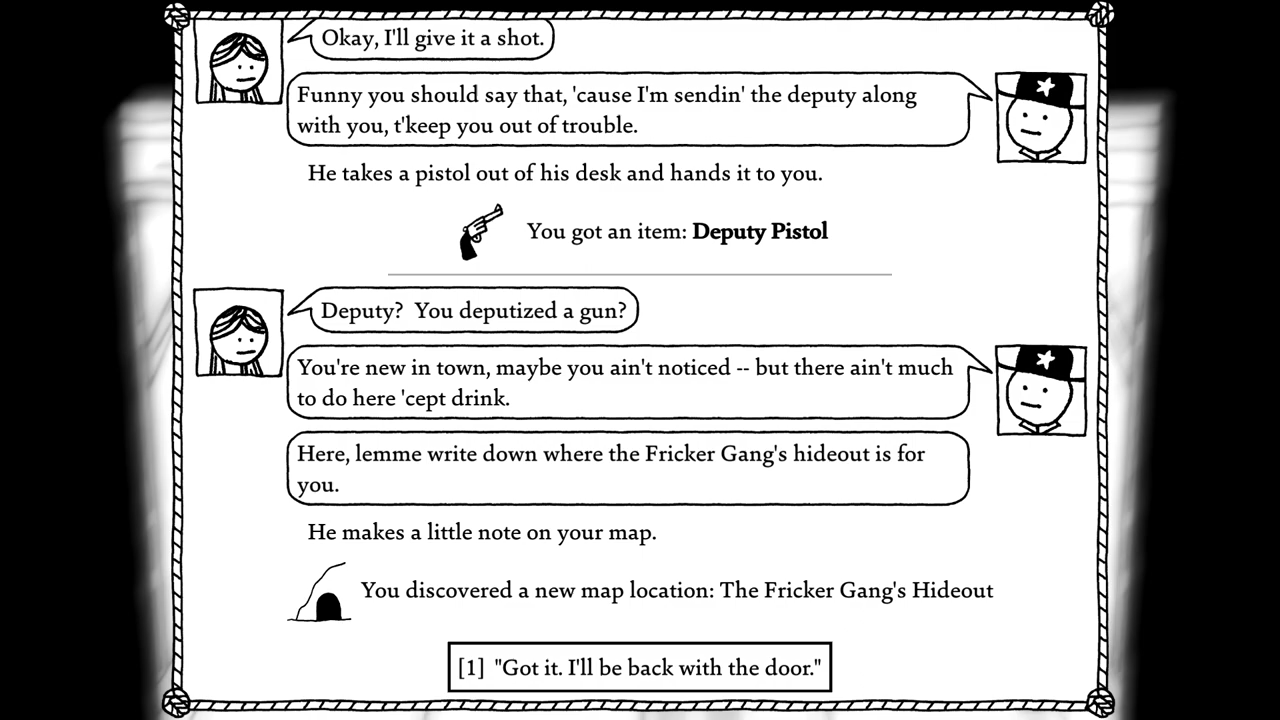 Okay, I'll give it a shot.
Funny you should say that, 'cause I'm sendin' the deputy along
with you, t'keep you out of trouble.
He takes a pistol out of his desk and hands it to you.
You got an item: Deputy Pistol
Deputy?  You deputized a gun?
You're new in town, maybe you ain't noticed -- but there ain't much
to do here 'cept drink.
Here, lemme write down where the Fricker Gang's hideout is for
you.
He makes a little note on your map.
You discovered a new map location: The Fricker Gang's Hideout
[1] "Got it. I'll be back with the door."